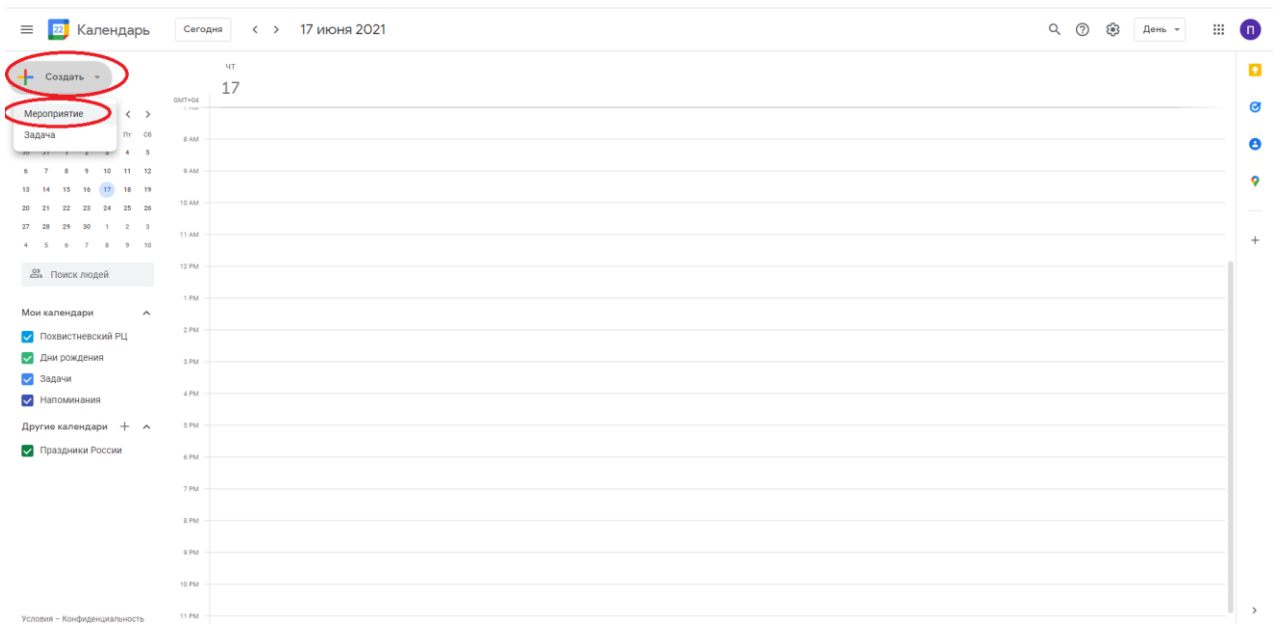 22 Календарь Сегодня 17 июня 2021 День П
Создать
Мероприятие
Задача
Пт Сб
4 5
6 7 8 9 10 11 12
13 14 15 16 17 18 19
20 21 22 23 24 25 26
27 28 29 30 1 2 3
4 5 6 7 8 9 10
Поиск людей
Мои календари
Похвистневский РЦ
Дни рождения
Задачи
Напоминания
Другие календари
Праздники России
Условия – Конфиденциальность
ЧТ
17
GMT+04
8 AM
9 AM
10 AM
11 AM
12 PM
1 PM
2 PM
3 PM
4 PM
5 PM
6 PM
7 PM
8 PM
9 PM
10 PM
11 PM